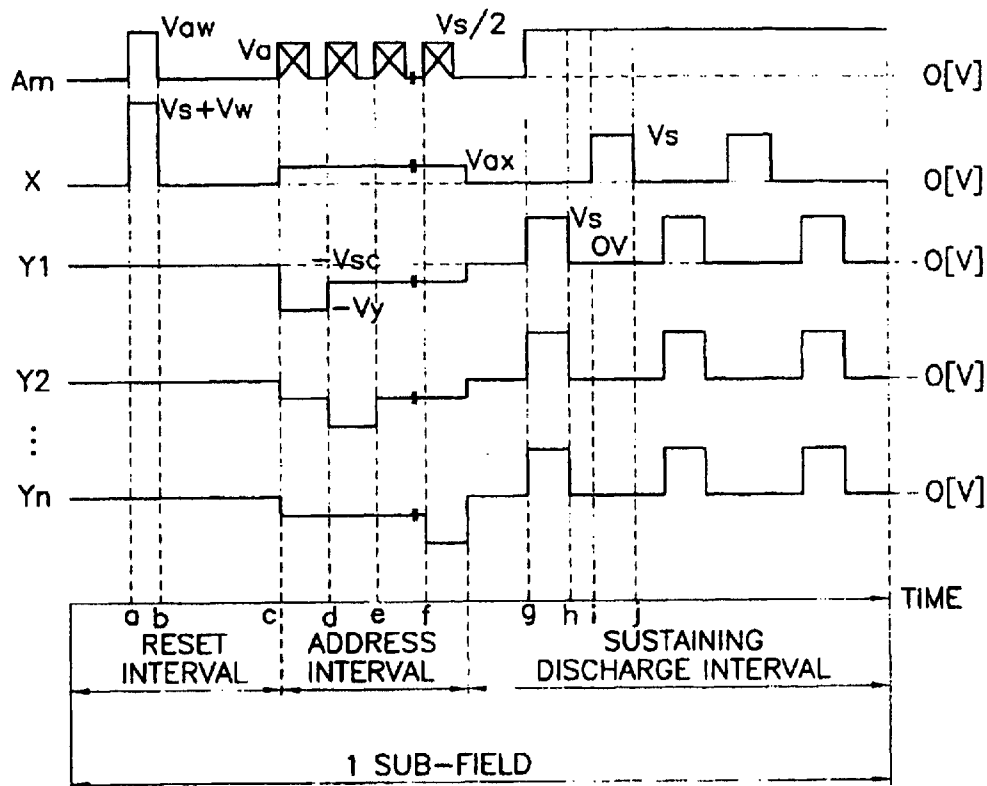 Vaw
Va
Vs/2
Am
O[V]
Vs+Vw
Vs
X
Vax
O[V]
Vs
OV
Y1
-Vsc
O[V]
-Vy
Y2
O[V]
⋮
Yn
O[V]
a b c d e f g h i j
TIME
RESET INTERVAL
ADDRESS INTERVAL
SUSTAINING DISCHARGE INTERVAL
1 SUB-FIELD